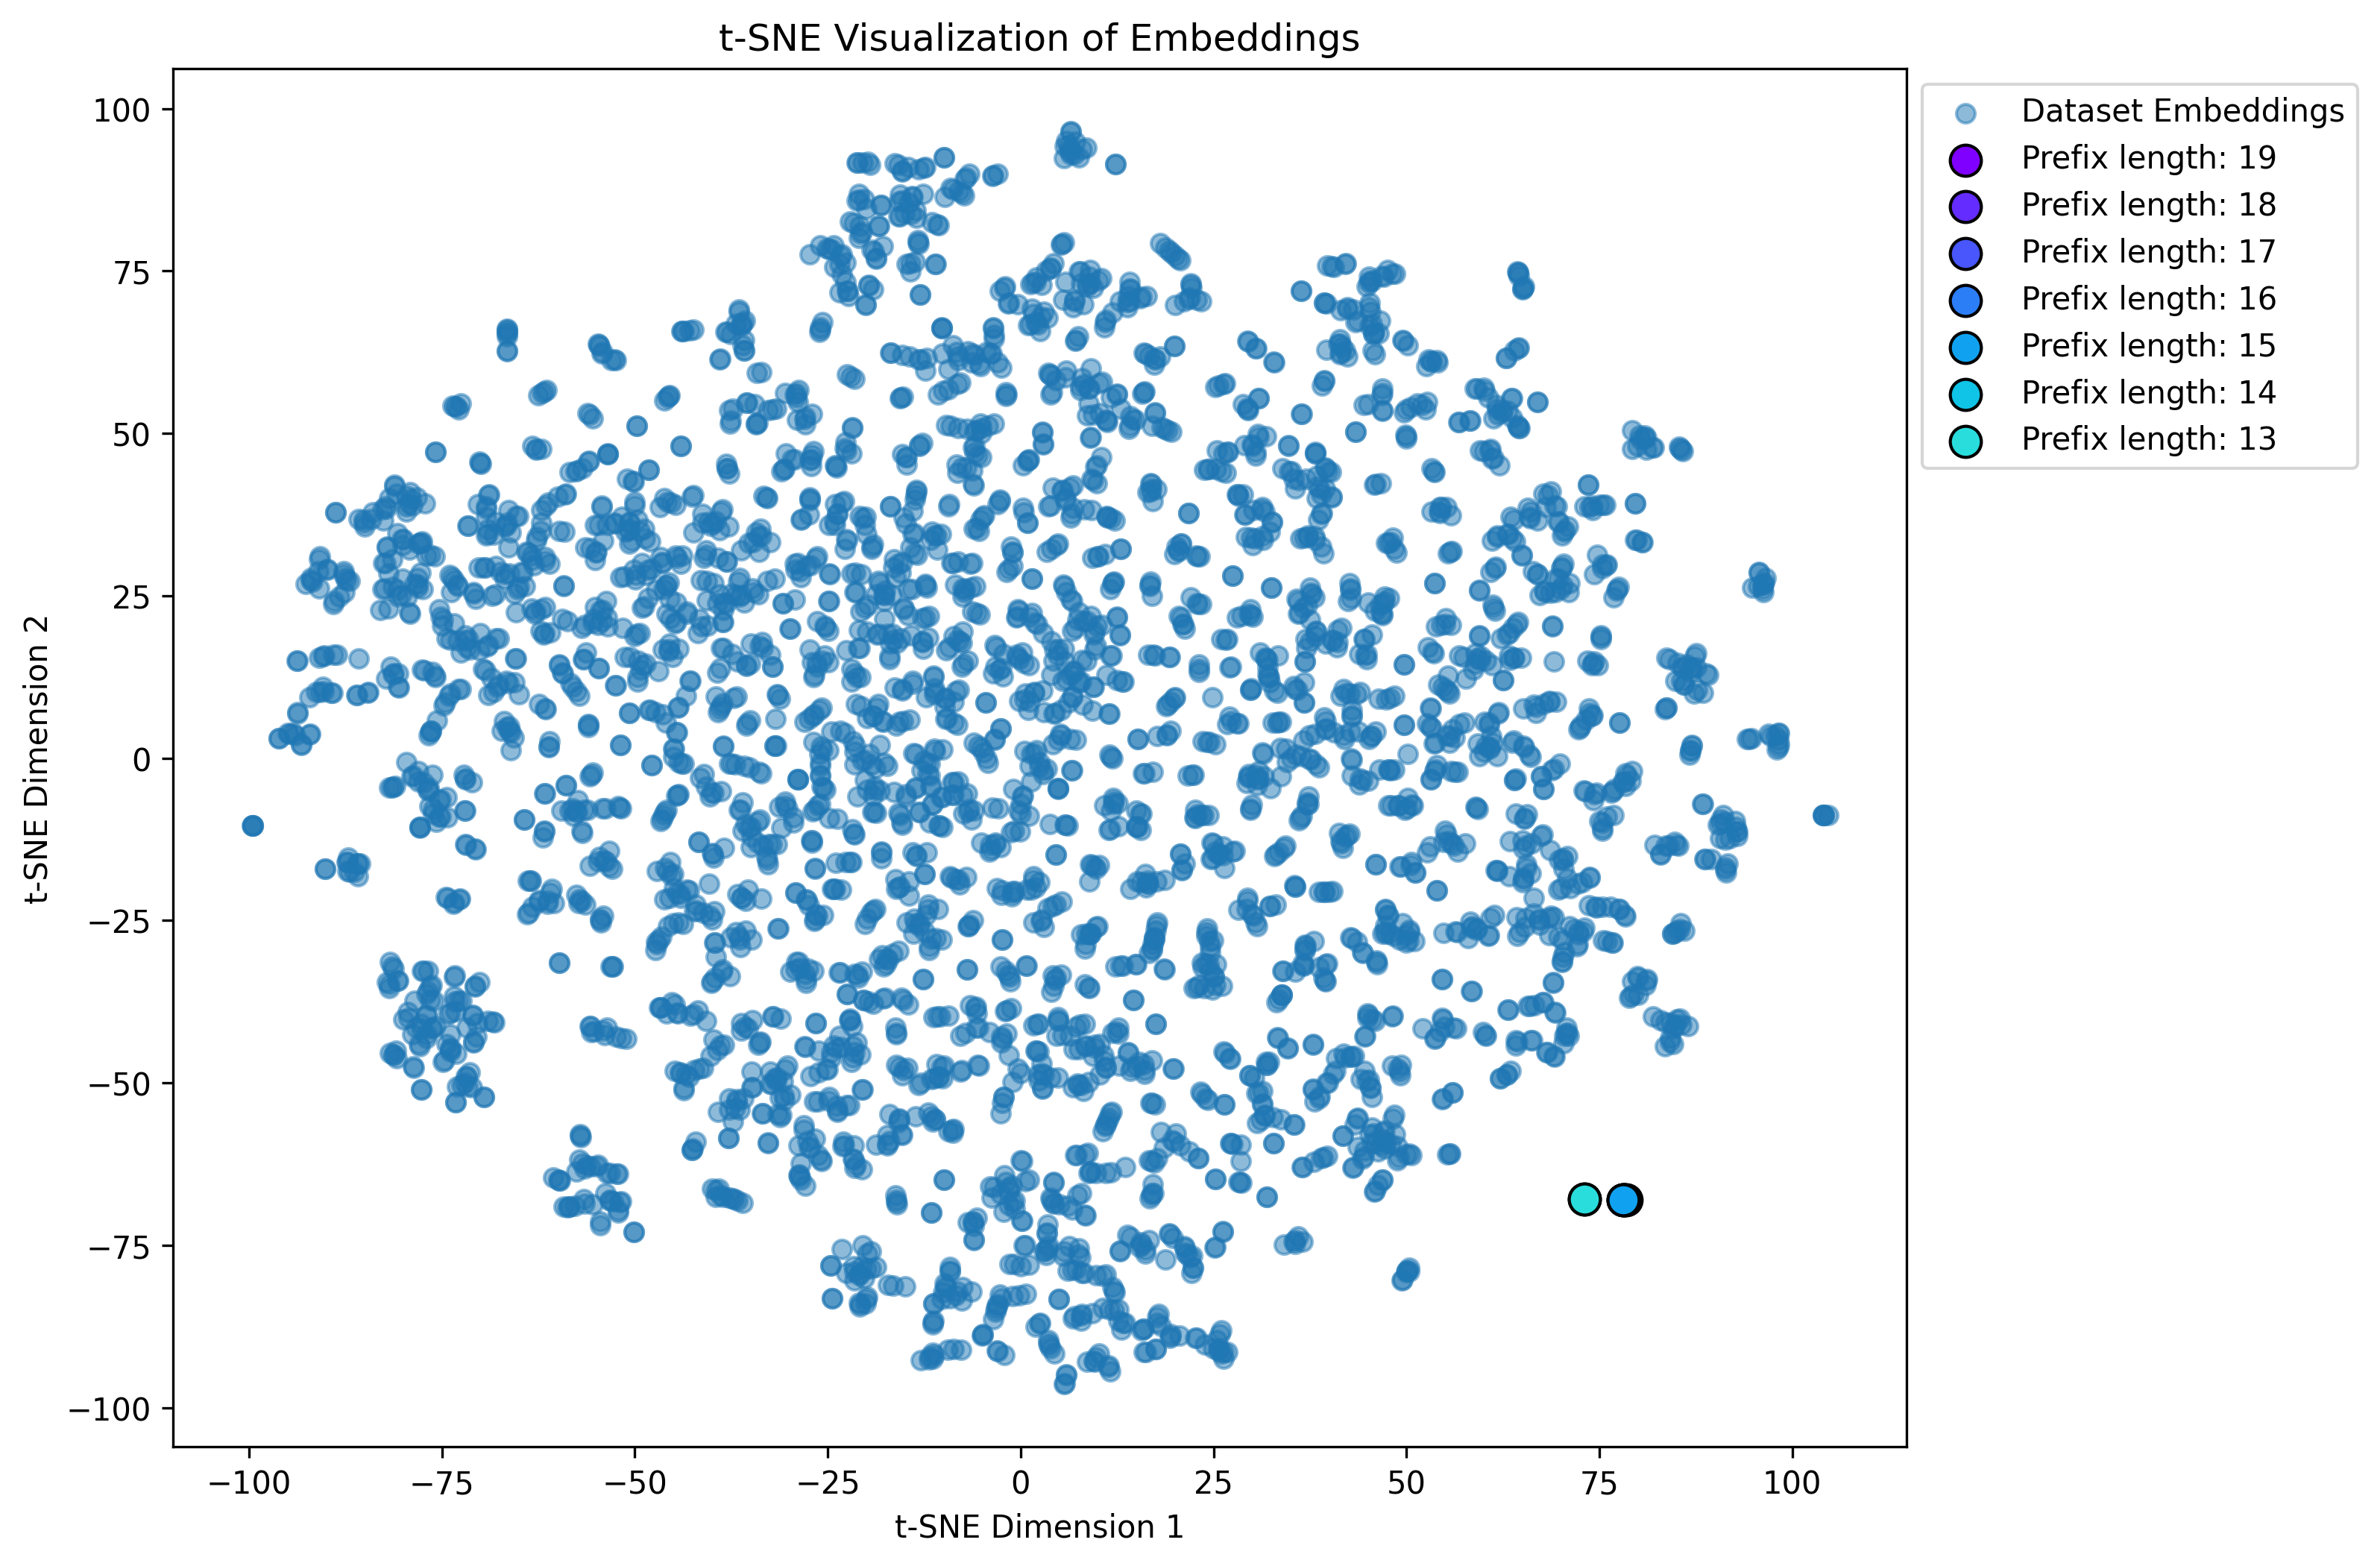 t-SNE Visualization of Embeddings
100
75
50
25
0
−25
−50
−75
−100
t-SNE Dimension 2
−100
−75
−50
−25
0
25
50
75
100
t-SNE Dimension 1
Dataset Embeddings
Prefix length: 19
Prefix length: 18
Prefix length: 17
Prefix length: 16
Prefix length: 15
Prefix length: 14
Prefix length: 13